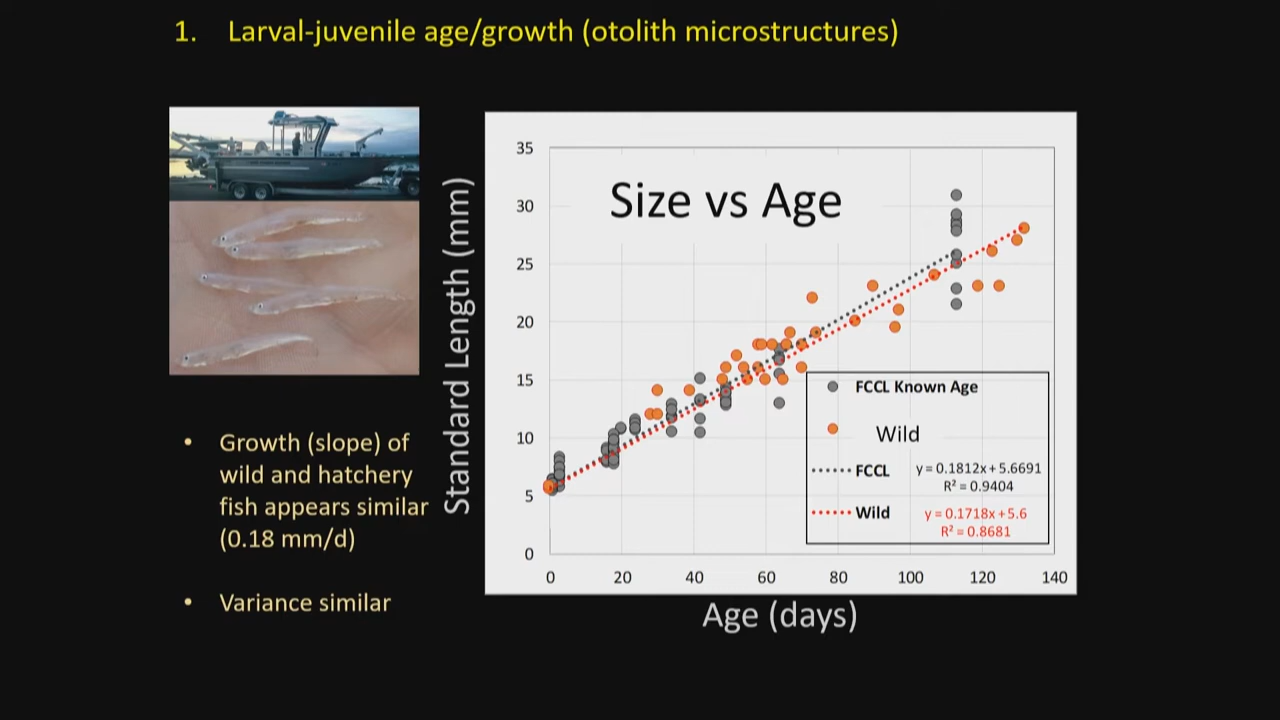 1. Larval-juvenile age/growth (otolith microstructures)
Size vs Age
Standard Length (mm)
35
30
25
20
15
10
5
0
0 20 40 60 80 100 120 140
Age (days)
FCCL Known Age
Wild
FCCL y = 0.1812x + 5.6691
R² = 0.9404
Wild y = 0.1718x + 5.6
R² = 0.8681
• Growth (slope) of
wild and hatchery
fish appears similar
(0.18 mm/d)
• Variance similar